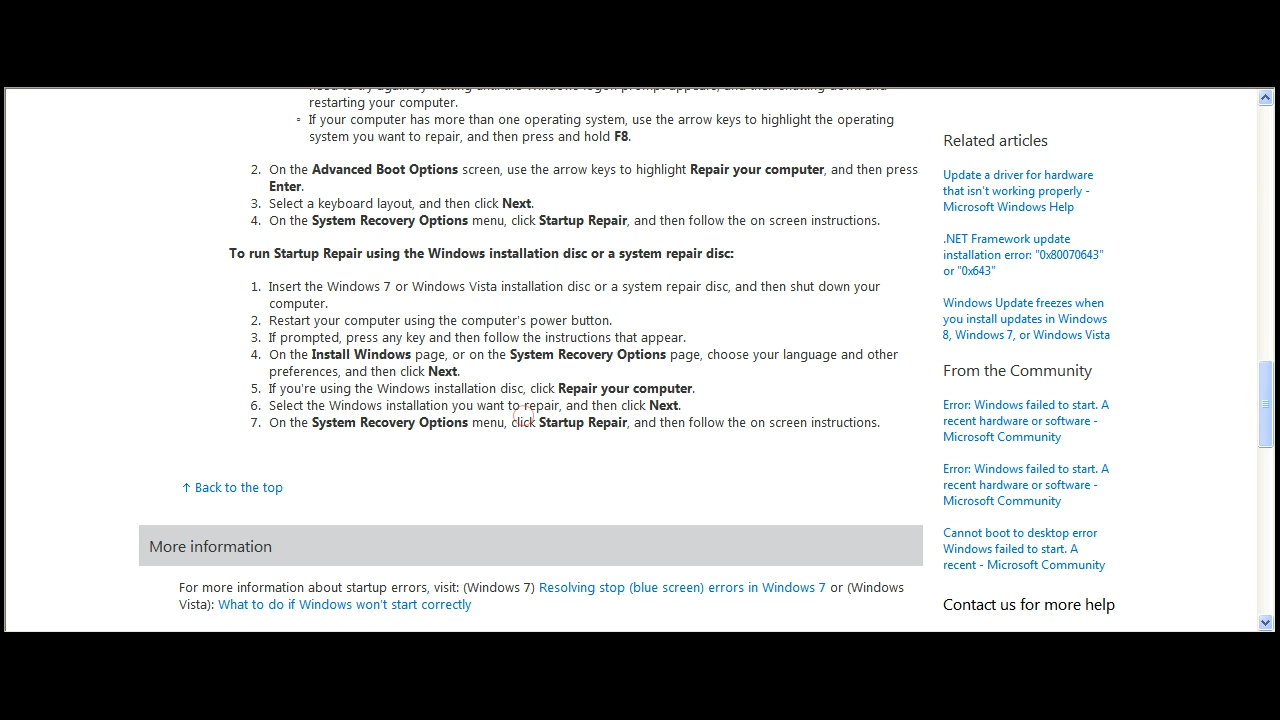 restarting your computer.
◦ If your computer has more than one operating system, use the arrow keys to highlight the operating
system you want to repair, and then press and hold F8.
2. On the Advanced Boot Options screen, use the arrow keys to highlight Repair your computer, and then press
Enter.
3. Select a keyboard layout, and then click Next.
4. On the System Recovery Options menu, click Startup Repair, and then follow the on screen instructions.
To run Startup Repair using the Windows installation disc or a system repair disc:
1. Insert the Windows 7 or Windows Vista installation disc or a system repair disc, and then shut down your
computer.
2. Restart your computer using the computer's power button.
3. If prompted, press any key and then follow the instructions that appear.
4. On the Install Windows page, or on the System Recovery Options page, choose your language and other
preferences, and then click Next.
5. If you're using the Windows installation disc, click Repair your computer.
6. Select the Windows installation you want to repair, and then click Next.
7. On the System Recovery Options menu, click Startup Repair, and then follow the on screen instructions.
↑ Back to the top
More information
For more information about startup errors, visit: (Windows 7) Resolving stop (blue screen) errors in Windows 7 or (Windows
Vista): What to do if Windows won't start correctly
Related articles
Update a driver for hardware
that isn't working properly -
Microsoft Windows Help
.NET Framework update
installation error: "0x80070643"
or "0x643"
Windows Update freezes when
you install updates in Windows
8, Windows 7, or Windows Vista
From the Community
Error: Windows failed to start. A
recent hardware or software -
Microsoft Community
Error: Windows failed to start. A
recent hardware or software -
Microsoft Community
Cannot boot to desktop error
Windows failed to start. A
recent - Microsoft Community
Contact us for more help